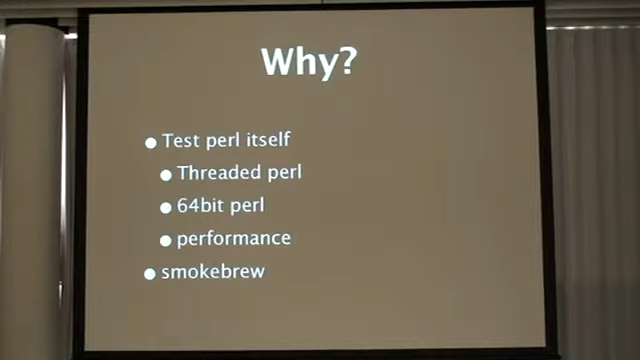 Why?
Test perl itself
Threaded perl
64bit perl
performance
smokebrew